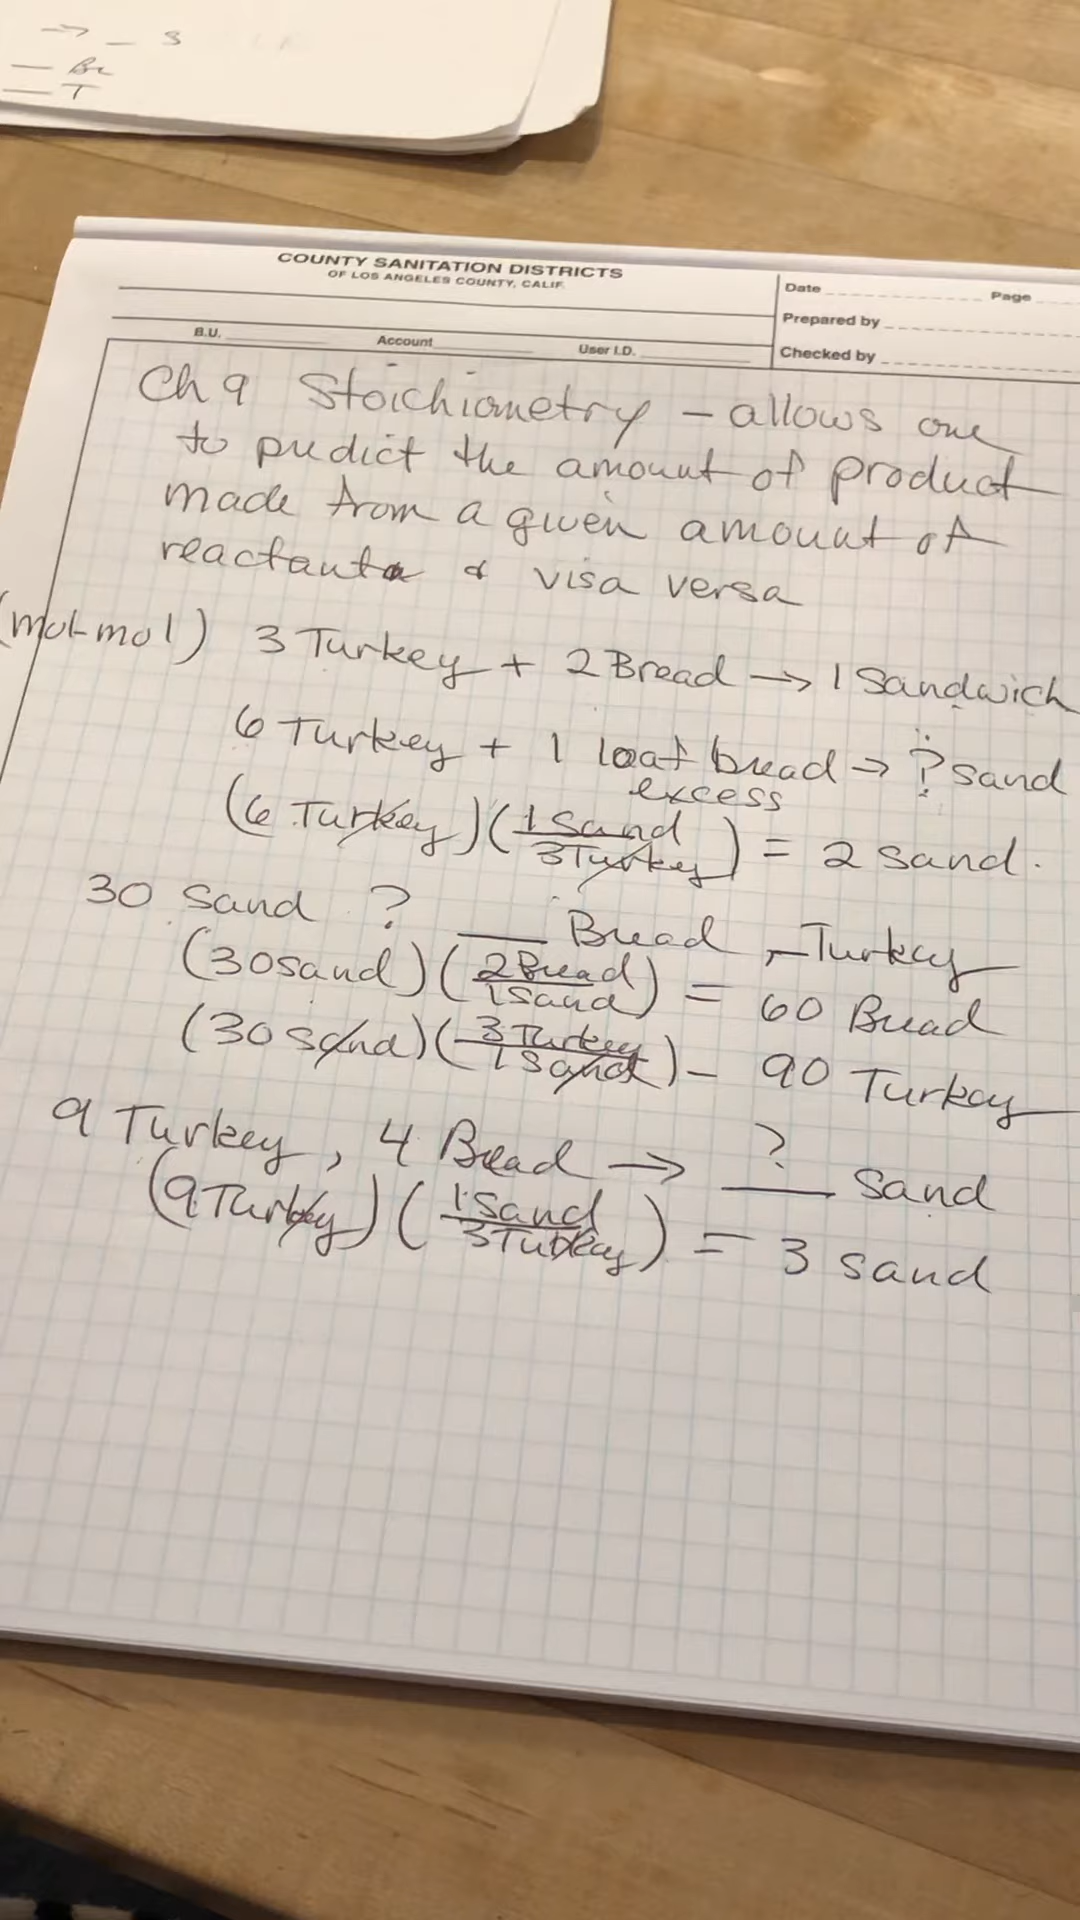 → _ S
_ Br
_ T
COUNTY SANITATION DISTRICTS
OF LOS ANGELES COUNTY, CALIF.
Date Page
Prepared by
Checked by
B.U. Account User I.D.
Ch 9 Stoichiometry - allows one
to predict the amount of product
made from a given amount of
reactant & visa versa
(mol-mol) 3 Turkey + 2 Bread → 1 Sandwich
6 Turkey + 1 loaf bread → ? sand
excess
(6 Turkey)(1 Sand / 3 Turkey) = 2 sand.
30 sand ? __ Bread, _ Turkey
(30 sand)(2 Bread / 1 Sand) = 60 Bread
(30 sand)(3 Turkey / 1 Sand) - 90 Turkey
9 Turkey, 4 Bread → ? sand
(9 Turkey)(1 Sand / 3 Turkey) = 3 sand